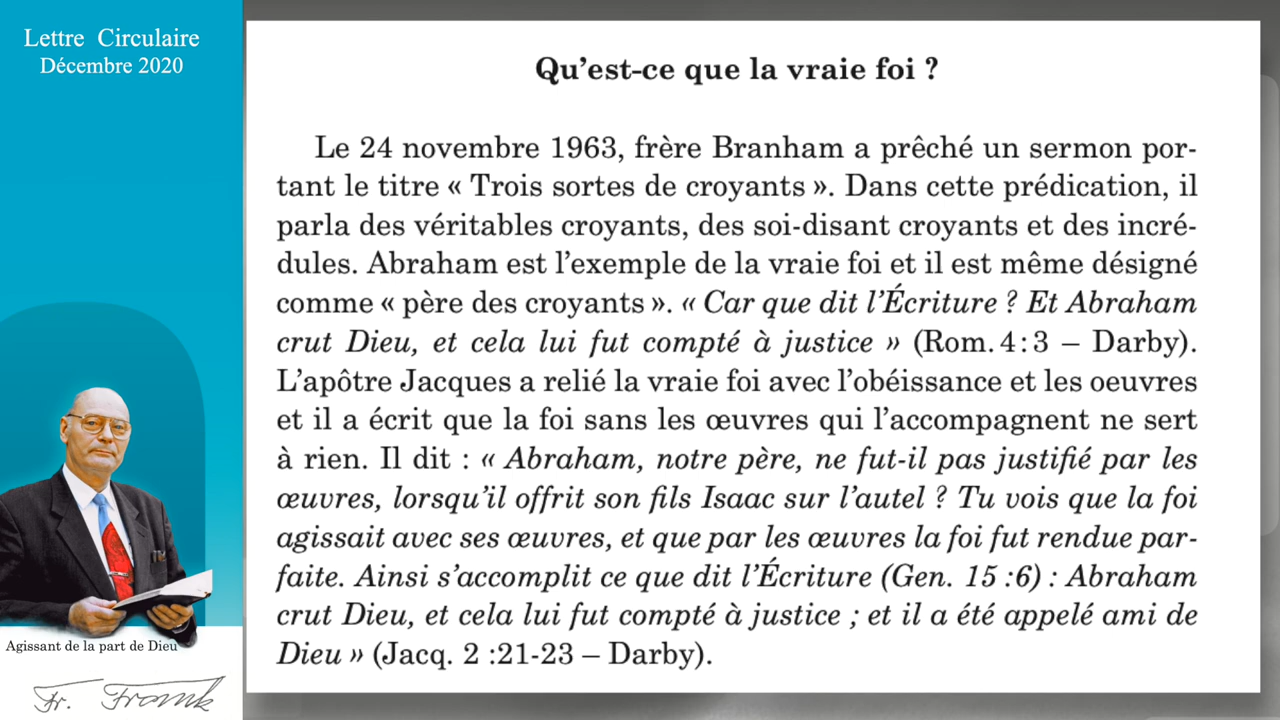 Lettre Circulaire
Décembre 2020
Qu’est-ce que la vraie foi ?
Le 24 novembre 1963, frère Branham a prêché un sermon por-
tant le titre « Trois sortes de croyants ». Dans cette prédication, il
parla des véritables croyants, des soi-disant croyants et des incré-
dules. Abraham est l’exemple de la vraie foi et il est même désigné
comme « père des croyants ». « Car que dit l’Écriture ? Et Abraham
crut Dieu, et cela lui fut compté à justice » (Rom. 4 : 3 – Darby).
L’apôtre Jacques a relié la vraie foi avec l’obéissance et les oeuvres
et il a écrit que la foi sans les œuvres qui l’accompagnent ne sert
à rien. Il dit : « Abraham, notre père, ne fut-il pas justifié par les
œuvres, lorsqu’il offrit son fils Isaac sur l’autel ? Tu vois que la foi
agissait avec ses œuvres, et que par les œuvres la foi fut rendue par-
faite. Ainsi s’accomplit ce que dit l’Écriture (Gen. 15 :6) : Abraham
crut Dieu, et cela lui fut compté à justice ; et il a été appelé ami de
Dieu » (Jacq. 2 :21-23 – Darby).
Agissant de la part de Dieu
Fr. Frank